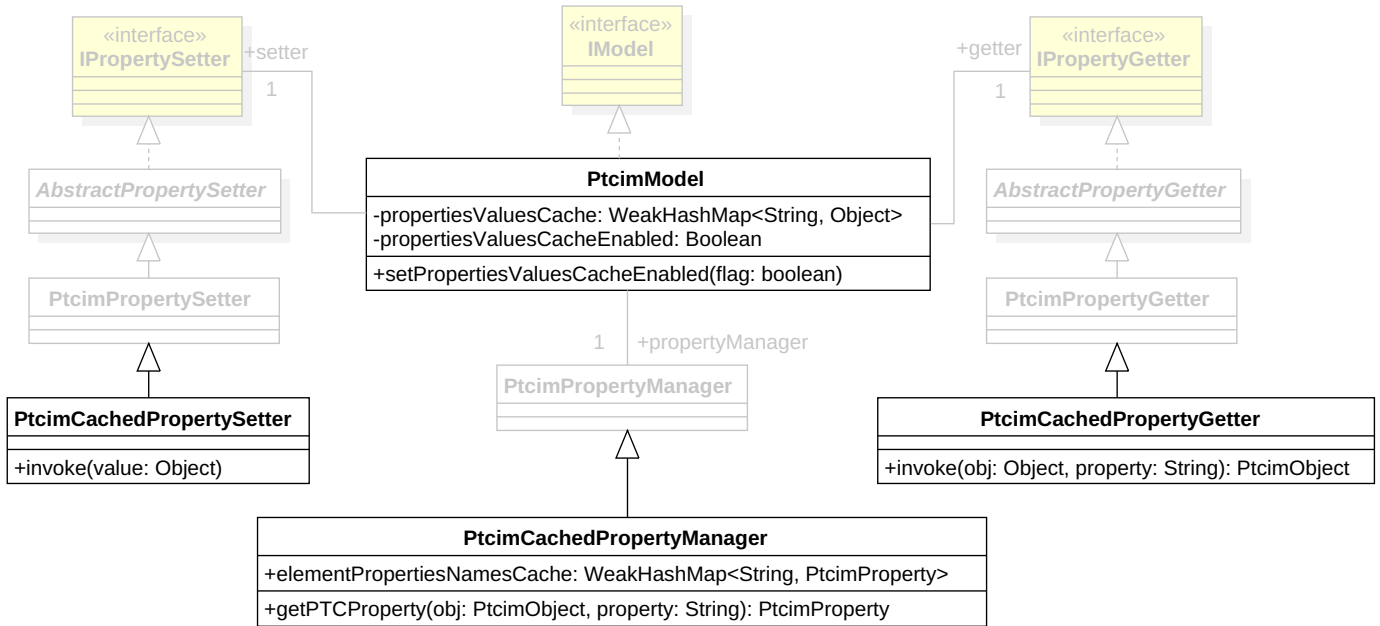 «interface»
IPropertySetter
+setter
1
«interface»
IModel
«interface»
IPropertyGetter
+getter
1
AbstractPropertySetter
PtcimModel
-propertiesValuesCache: WeakHashMap<String, Object>
-propertiesValuesCacheEnabled: Boolean
+setPropertiesValuesCacheEnabled(flag: boolean)
AbstractPropertyGetter
PtcimPropertySetter
PtcimPropertyGetter
1
+propertyManager
PtcimPropertyManager
PtcimCachedPropertySetter
+invoke(value: Object)
PtcimCachedPropertyGetter
+invoke(obj: Object, property: String): PtcimObject
PtcimCachedPropertyManager
+elementPropertiesNamesCache: WeakHashMap<String, PtcimProperty>
+getPTCProperty(obj: PtcimObject, property: String): PtcimProperty